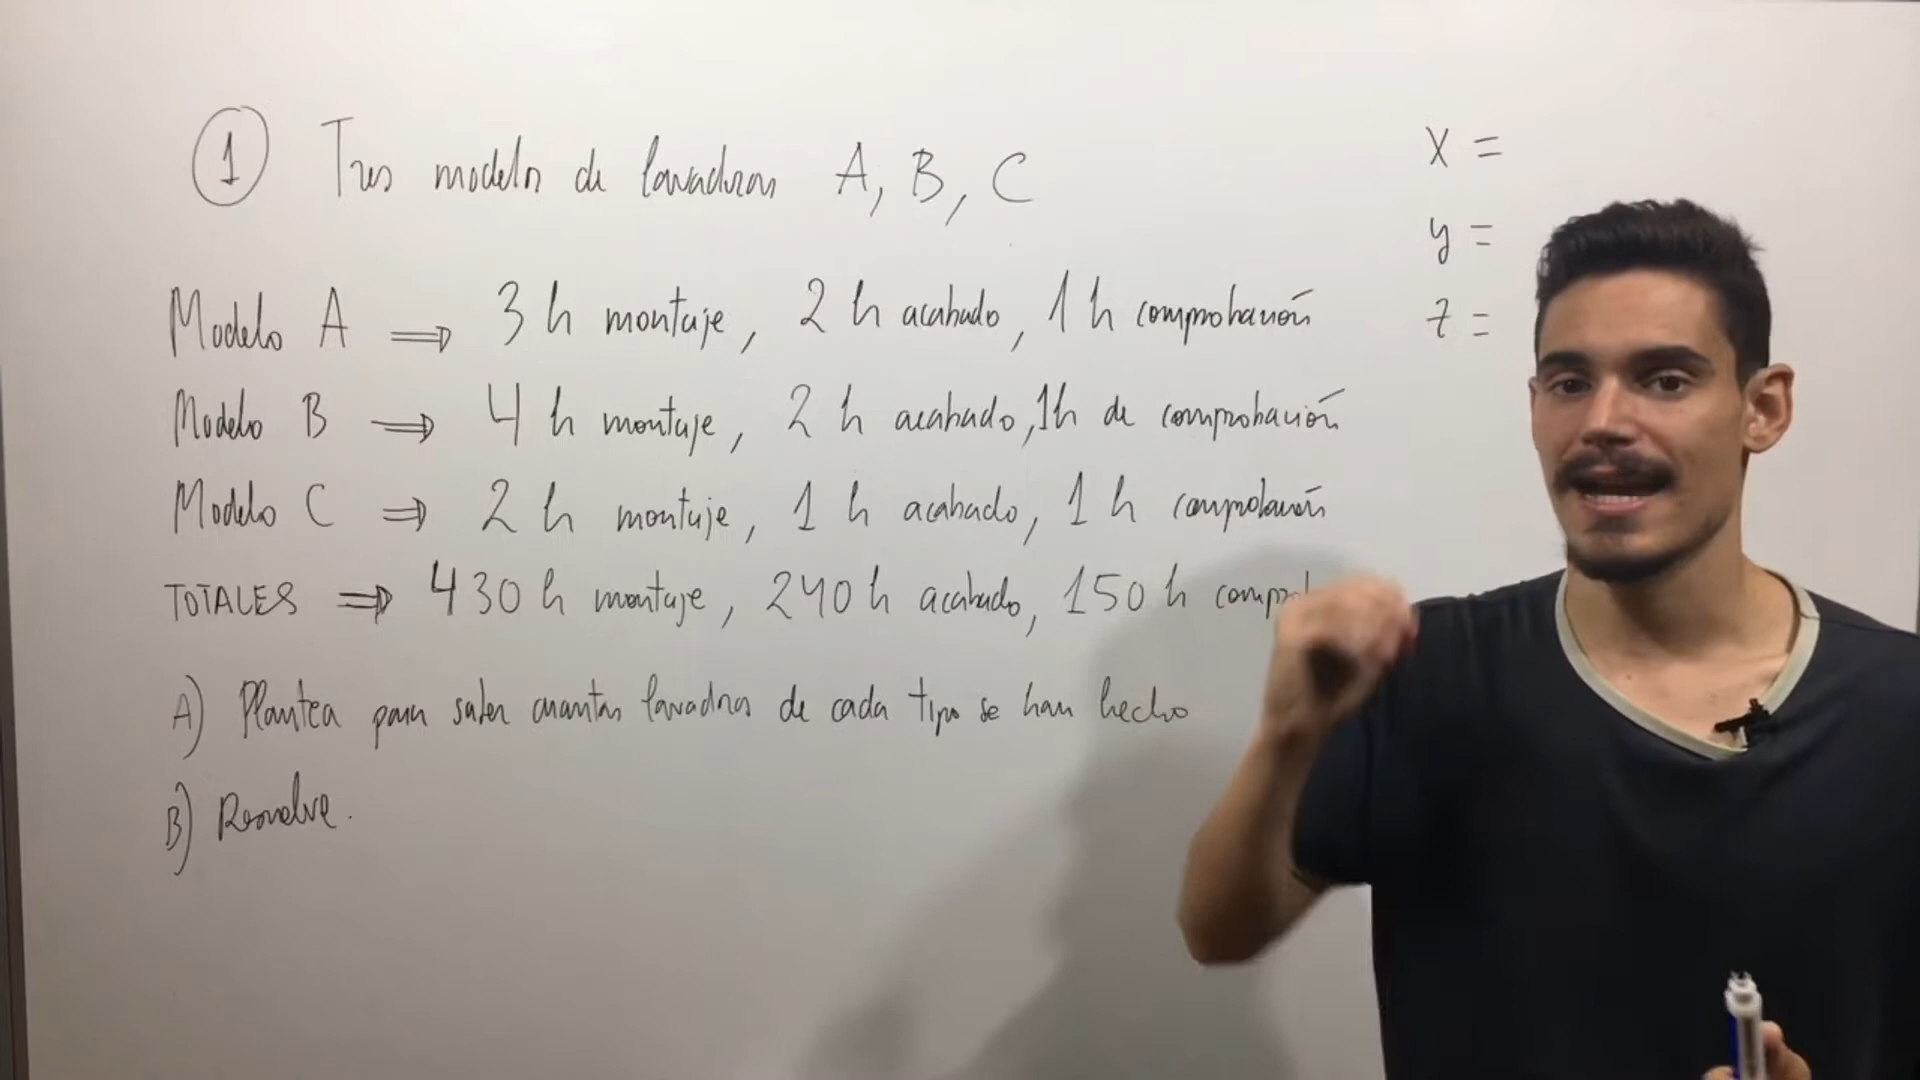 1 Tres modelos de lavadoras A, B, C
Modelo A ⇒ 3 h montaje, 2 h acabado, 1 h comprobación
Modelo B ⇒ 4 h montaje, 2 h acabado, 1h de comprobación
Modelo C ⇒ 2 h montaje, 1 h acabado, 1 h comprobación
TOTALES ⇒ 430 h montaje, 240 h acabado, 150 h comp
A) Plantea para saber cuantas lavadoras de cada tipo se han hecho
B) Resolve.
x =
y =
z =